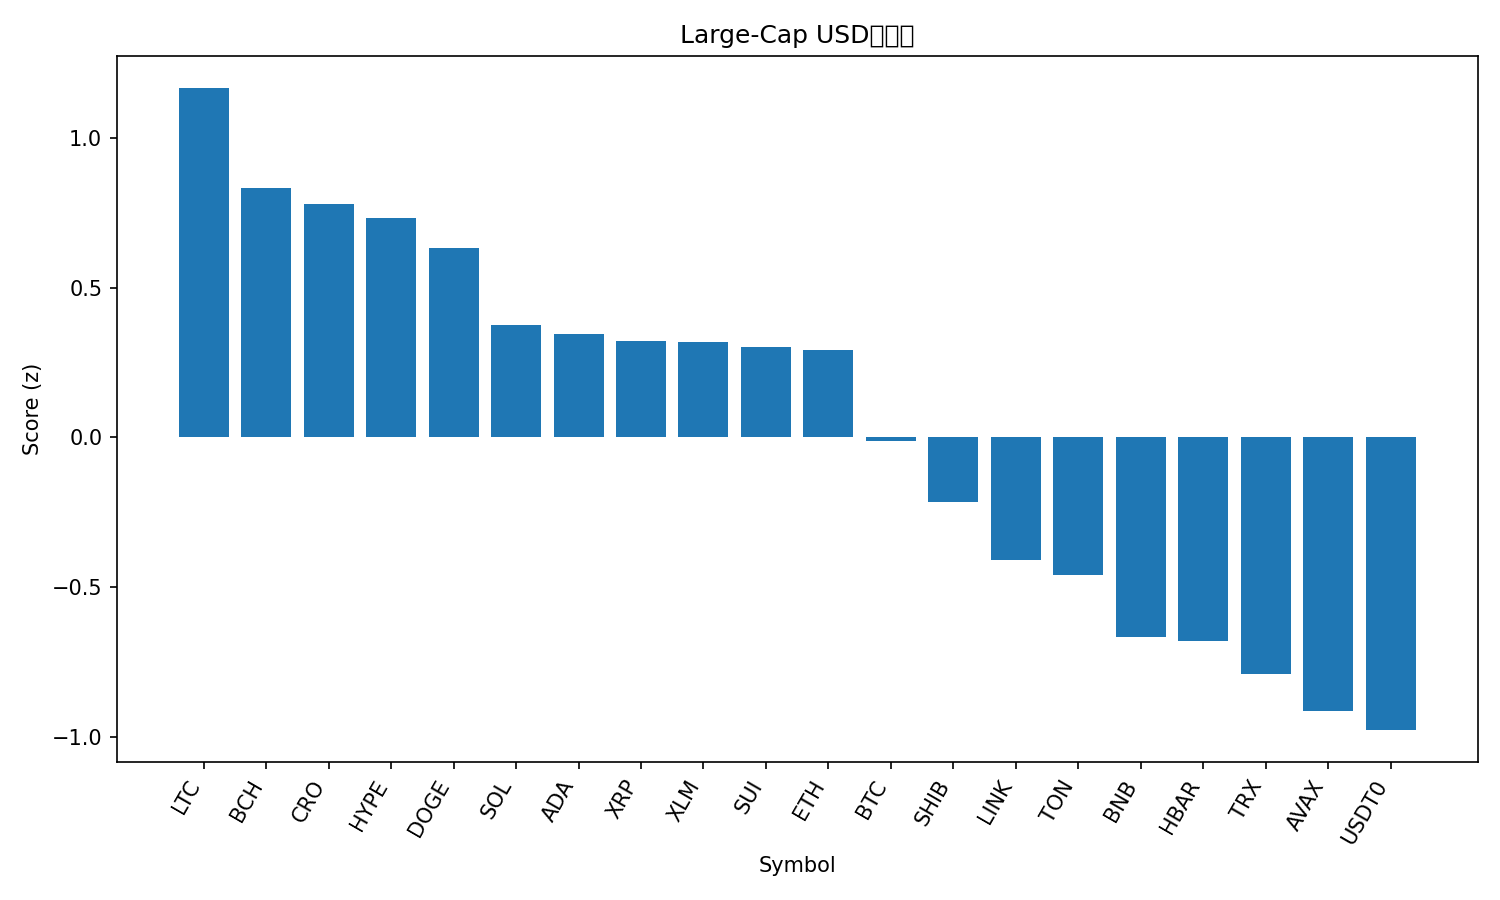 Large-Cap USD
Score (z)
1.0
0.5
0.0
−0.5
−1.0
LTC
BCH
CRO
HYPE
DOGE
SOL
ADA
XRP
XLM
SUI
ETH
BTC
SHIB
LINK
TON
BNB
HBAR
TRX
AVAX
USDT0
Symbol